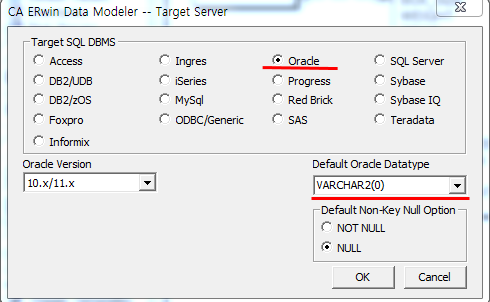 CA ERwin Data Modeler -- Target Server
Target SQL DBMS
Access Ingres Oracle SQL Server
DB2/UDB iSeries Progress Sybase
DB2/zOS MySql Red Brick Sybase IQ
Foxpro ODBC/Generic SAS Teradata
Informix
Oracle Version Default Oracle Datatype
10.x/11.x VARCHAR2(0)
Default Non-Key Null Option
NOT NULL
NULL
OK Cancel